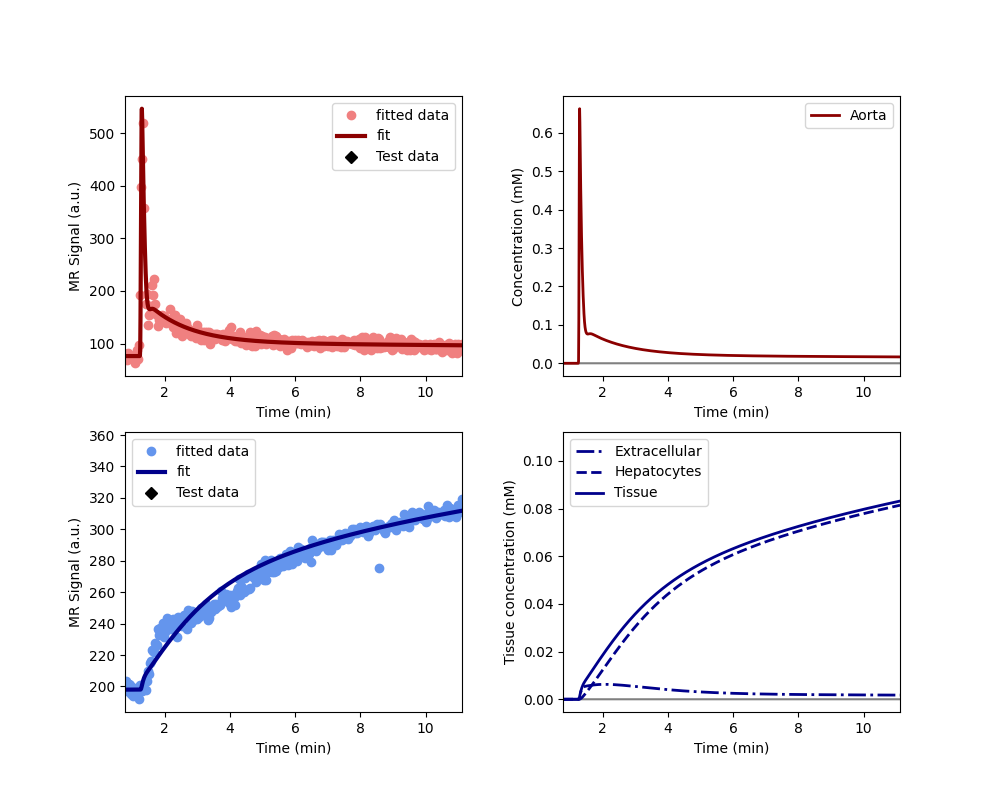 MR Signal (a.u.)
500
400
300
200
100
fitted data
fit
Test data
2 4 6 8 10
Time (min)
Concentration (mM)
0.6
0.5
0.4
0.3
0.2
0.1
0.0
Aorta
2 4 6 8 10
Time (min)
MR Signal (a.u.)
360
340
320
300
280
260
240
220
200
fitted data
fit
Test data
2 4 6 8 10
Time (min)
Tissue concentration (mM)
0.10
0.08
0.06
0.04
0.02
0.00
Extracellular
Hepatocytes
Tissue
2 4 6 8 10
Time (min)